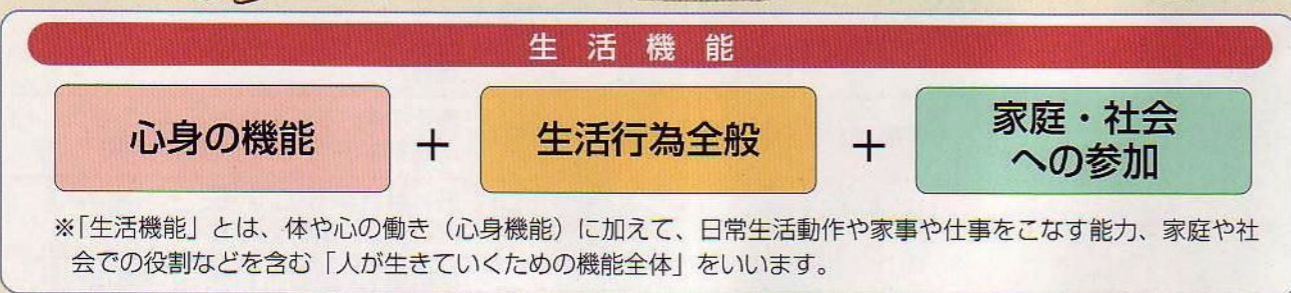 生活機能
心身の機能
+
生活行為全般
+
家庭・社会
への参加
※「生活機能」とは、体や心の働き（心身機能）に加えて、日常生活動作や家事や仕事をこなす能力、家庭や社
会での役割などを含む「人が生きていくための機能全体」をいいます。